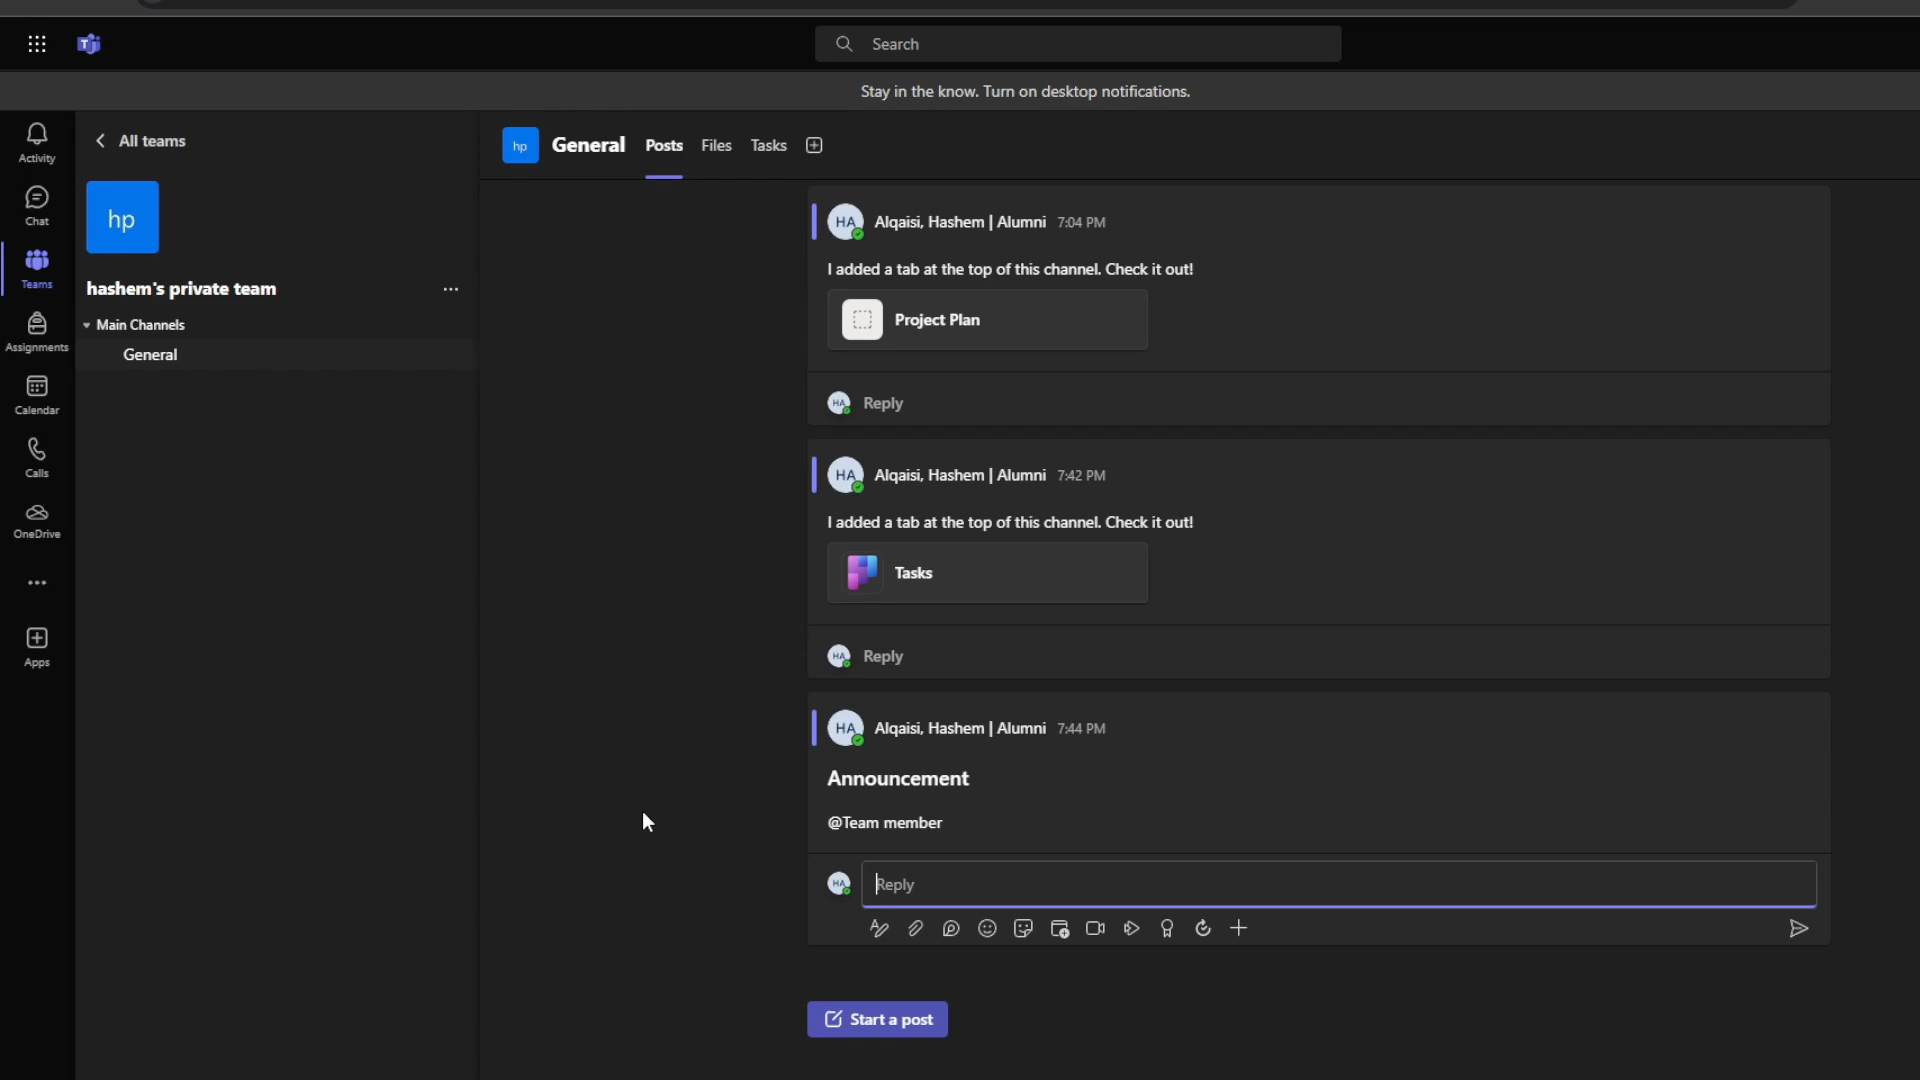 Search
Stay in the know. Turn on desktop notifications.
Activity
Chat
Teams
Assignments
Calendar
Calls
OneDrive
Apps
All teams
hp
hashem's private team
Main Channels
General
hp General Posts Files Tasks
HA Alqaisi, Hashem | Alumni 7:04 PM
I added a tab at the top of this channel. Check it out!
Project Plan
HA Reply
HA Alqaisi, Hashem | Alumni 7:42 PM
I added a tab at the top of this channel. Check it out!
Tasks
HA Reply
HA Alqaisi, Hashem | Alumni 7:44 PM
Announcement
@Team member
HA Reply
Start a post